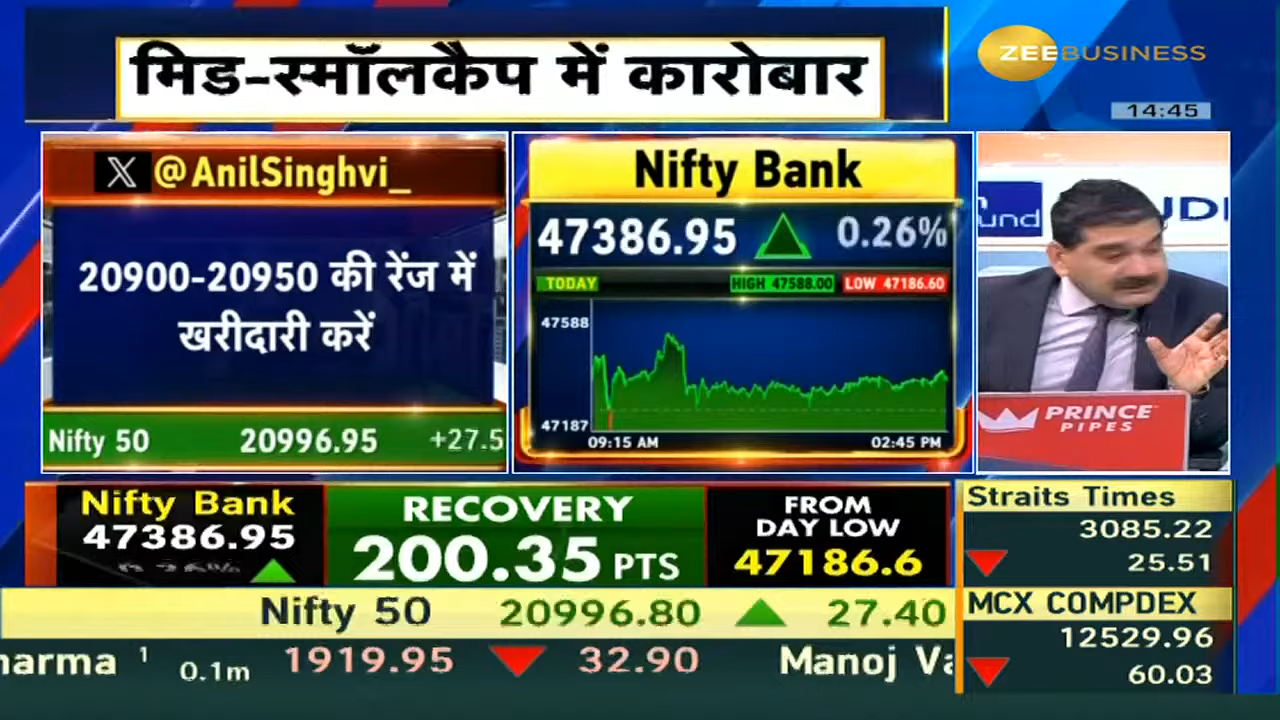 मिड-स्मॉलकैप में कारोबार
ZEEBUSINESS
14:45
X @AnilSinghvi_
20900-20950 की रेंज में
खरीदारी करें
Nifty 50 20996.95 +27.5
Nifty Bank
47386.95 0.26%
TODAY HIGH 47588.00 LOW 47186.60
47588
47187
09:15 AM 02:45 PM
PRINCE
PIPES
Nifty Bank
47386.95
0.26%
RECOVERY
200.35 PTS
FROM
DAY LOW
47186.6
Straits Times
3085.22
25.51
MCX COMPDEX
12529.96
60.03
Nifty 50 20996.80 27.40
1 0.1m 1919.95 32.90 Manoj